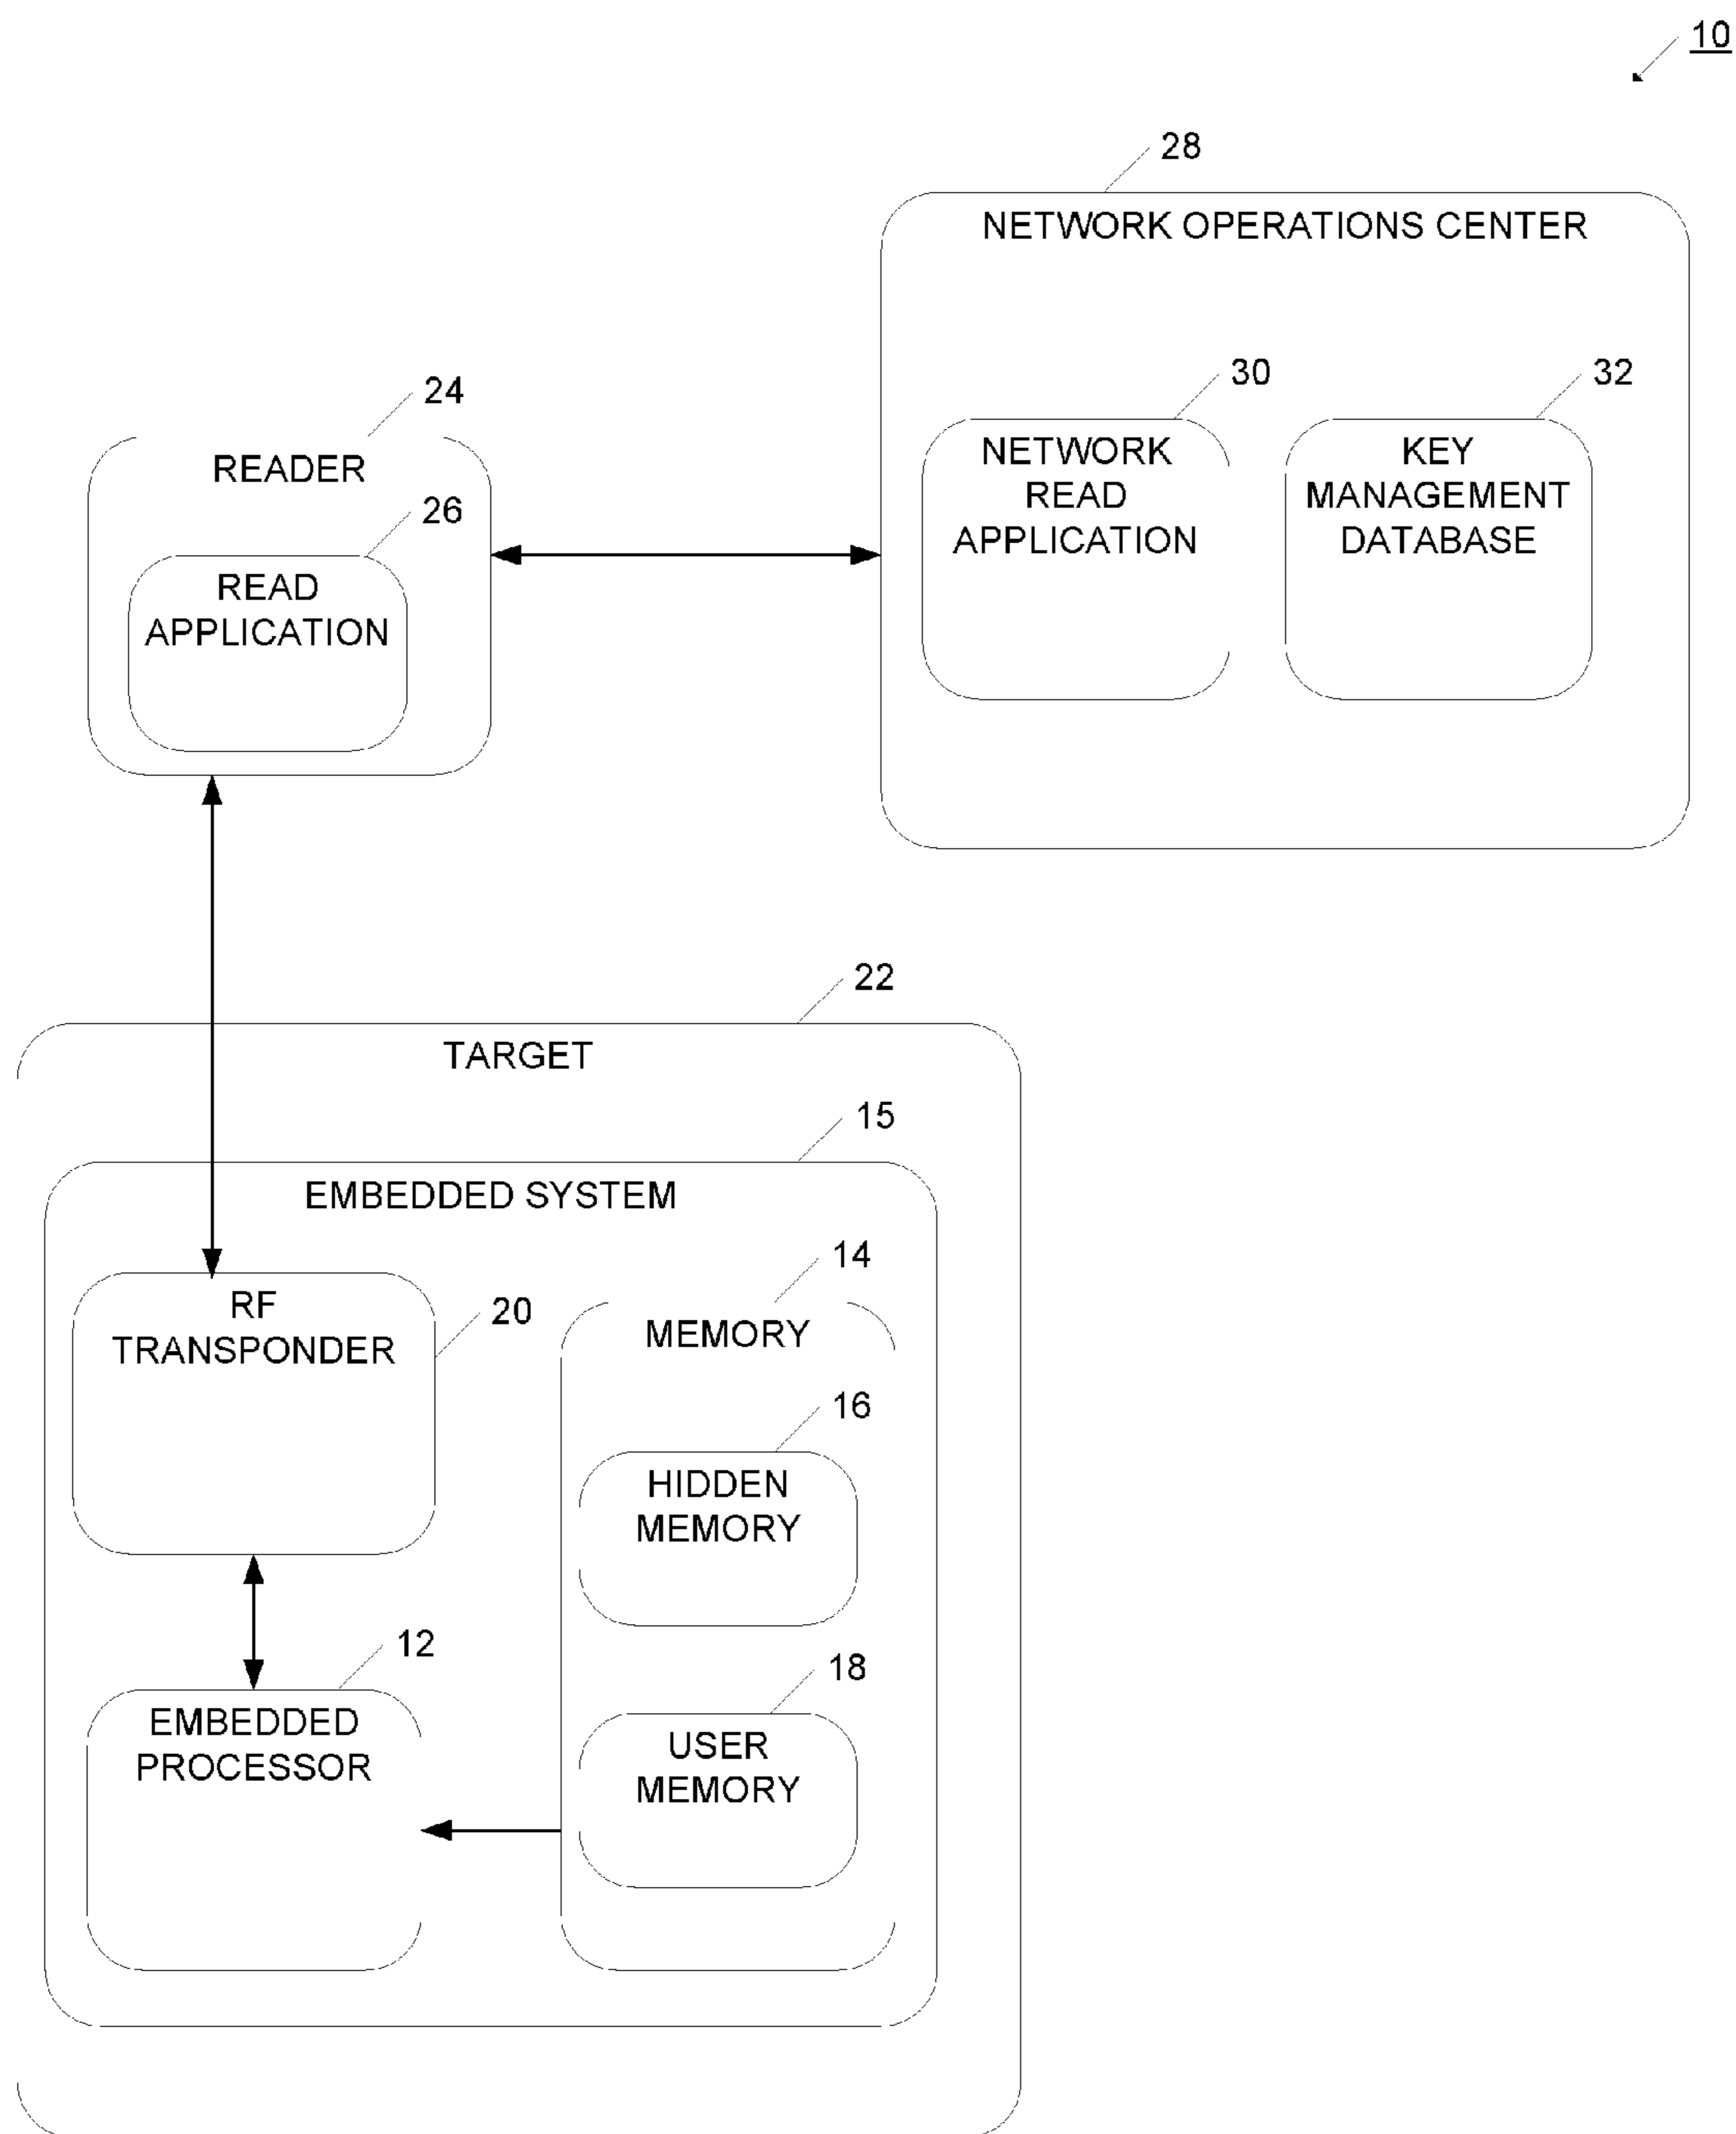 10
28
NETWORK OPERATIONS CENTER
30
32
NETWORK
READ
APPLICATION
KEY
MANAGEMENT
DATABASE
24
READER
26
READ
APPLICATION
22
TARGET
15
EMBEDDED SYSTEM
RF
TRANSPONDER
20
14
MEMORY
16
HIDDEN
MEMORY
12
EMBEDDED
PROCESSOR
18
USER
MEMORY